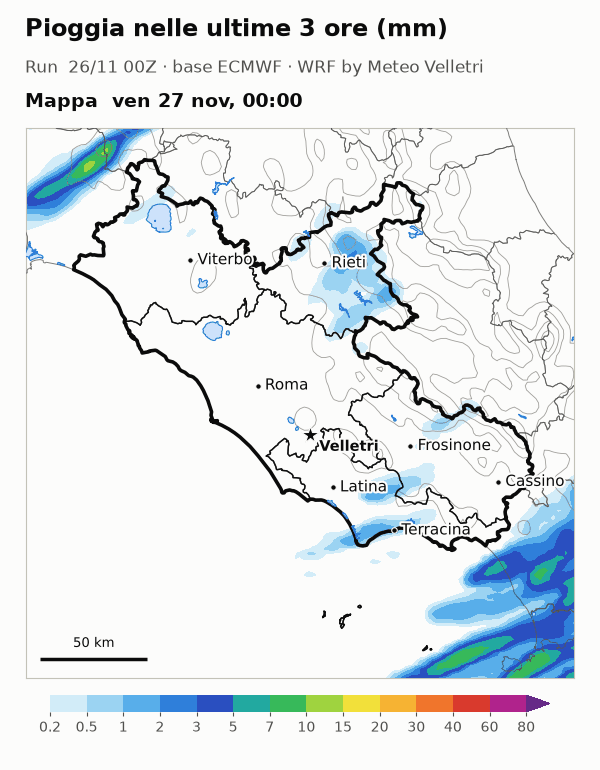 Pioggia nelle ultime 3 ore (mm)
Run  26/11 00Z · base ECMWF · WRF by Meteo Velletri
Mappa  ven 27 nov, 00:00
Viterbo
Rieti
Roma
Velletri
Frosinone
Latina
Cassino
Terracina
50 km
0.2 0.5 1 2 3 5 7 10 15 20 30 40 60 80